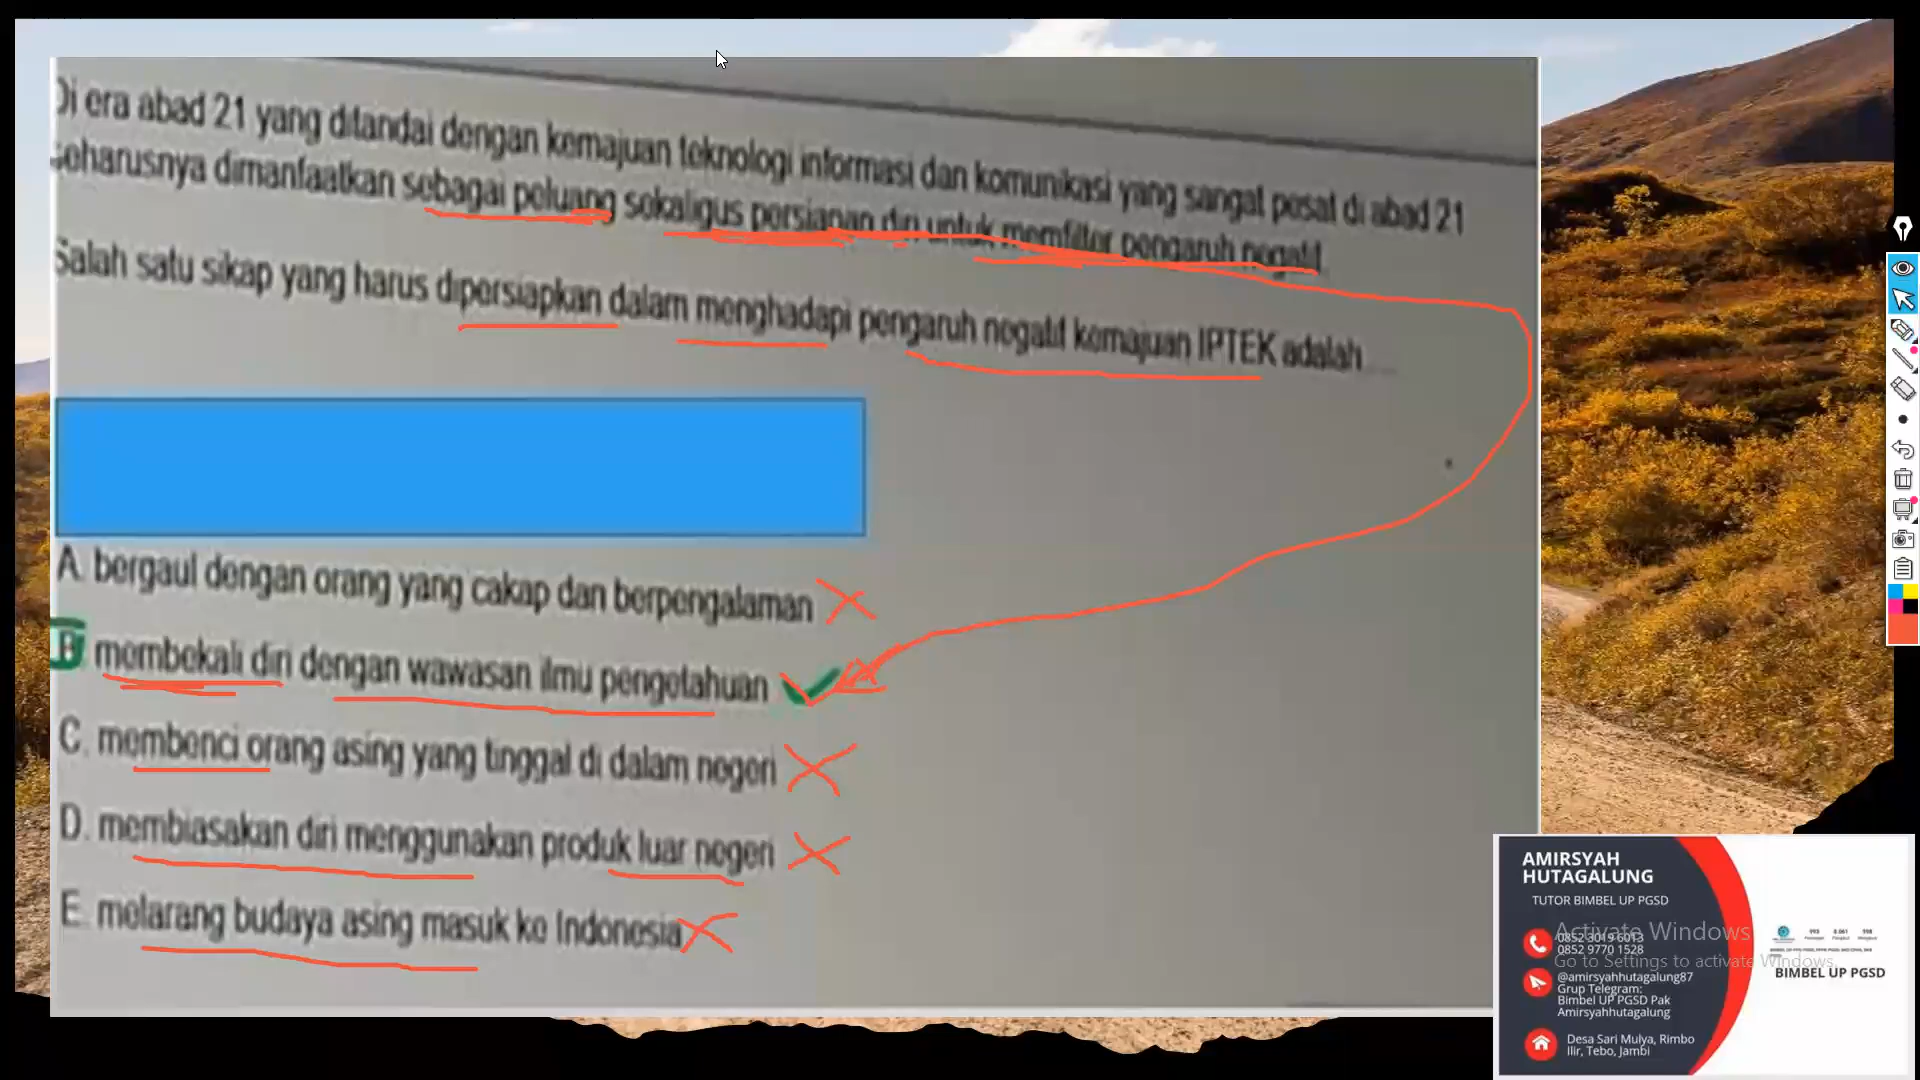 Di era abad 21 yang ditandai dengan kemajuan teknologi informasi dan komunikasi yang sangat pesat di abad 21
seharusnya dimanfaatkan sebagai peluang sekaligus persiapan diri untuk memfilter pengaruh negatif
Salah satu sikap yang harus dipersiapkan dalam menghadapi pengaruh negatif kemajuan IPTEK adalah ....
A. bergaul dengan orang yang cakap dan berpengalaman
B membekali diri dengan wawasan ilmu pengetahuan
C. membenci orang asing yang tinggal di dalam negeri
D. membiasakan diri menggunakan produk luar negeri
E. melarang budaya asing masuk ke Indonesia
AMIRSYAH
HUTAGALUNG
TUTOR BIMBEL UP PGSD
0852 3019 6013
0852 9770 1528
@amirsyahhutagalung87
Grup Telegram:
Bimbel UP PGSD Pak
Amirsyahhutagalung
Desa Sari Mulya, Rimbo
Ilir, Tebo, Jambi
BIMBEL UP PGSD
Activate Windows
Go to Settings to activate Windows.